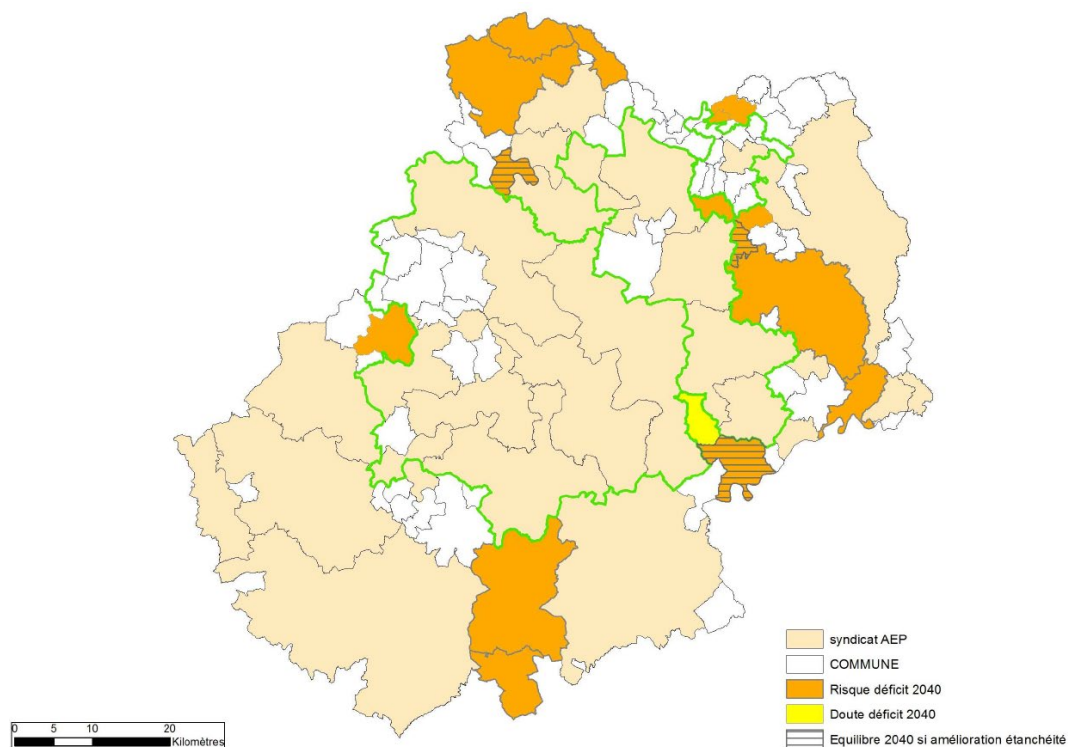 syndicat AEP
COMMUNE
Risque déficit 2040
Doute déficit 2040
Equilibre 2040 si amélioration étanchéité
0 5 10 20
Kilomètres